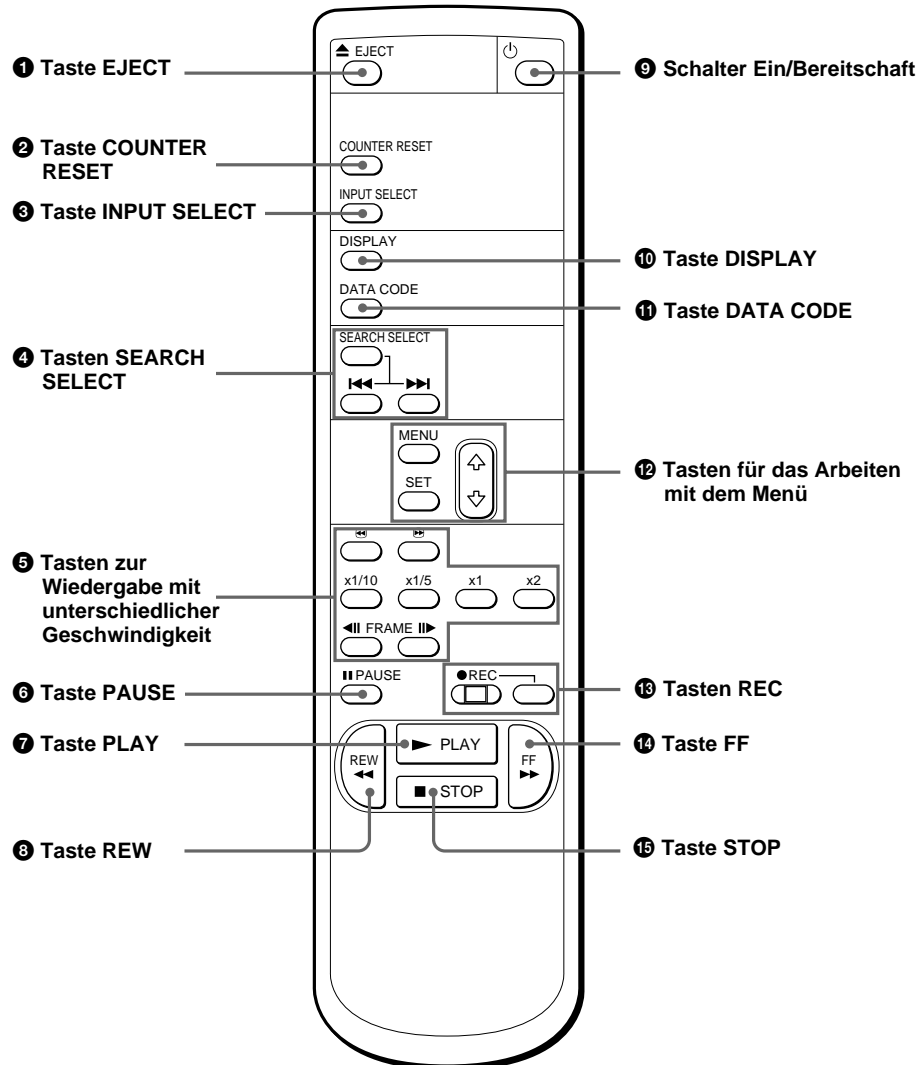 ❶ Taste EJECT
❷ Taste COUNTER
RESET
❸ Taste INPUT SELECT
❹ Tasten SEARCH
SELECT
❺ Tasten zur
Wiedergabe mit
unterschiedlicher
Geschwindigkeit
❻ Taste PAUSE
❼ Taste PLAY
❽ Taste REW
⏏ EJECT
COUNTER RESET
INPUT SELECT
DISPLAY
DATA CODE
SEARCH SELECT
MENU
SET
x1/10 x1/5 x1 x2
FRAME
PAUSE
●REC
REW
► PLAY
FF
■ STOP
❾ Schalter Ein/Bereitschaft
❿ Taste DISPLAY
⓫ Taste DATA CODE
⓬ Tasten für das Arbeiten
mit dem Menü
⓭ Tasten REC
⓮ Taste FF
⓯ Taste STOP